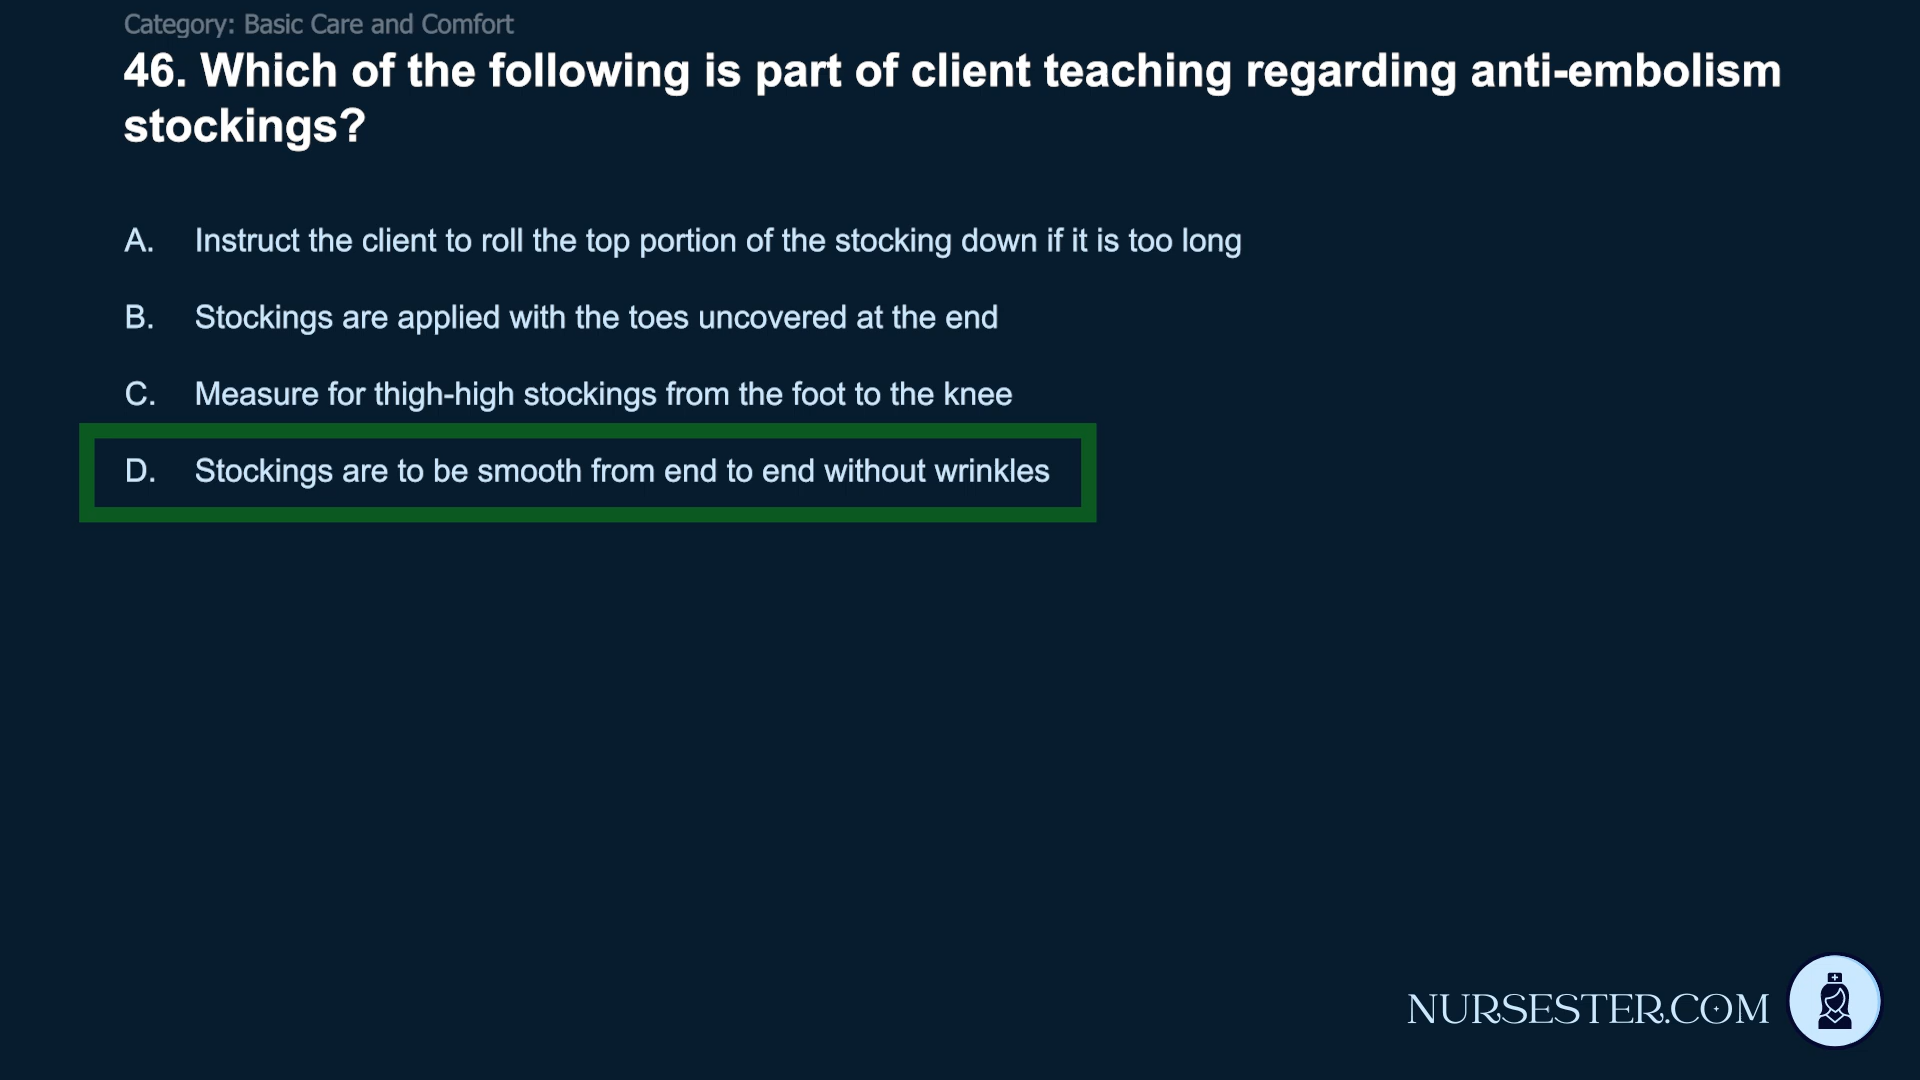 Category: Basic Care and Comfort
46. Which of the following is part of client teaching regarding anti-embolism
stockings?
A. Instruct the client to roll the top portion of the stocking down if it is too long
B. Stockings are applied with the toes uncovered at the end
C. Measure for thigh-high stockings from the foot to the knee
D. Stockings are to be smooth from end to end without wrinkles
NURSESTER.COM